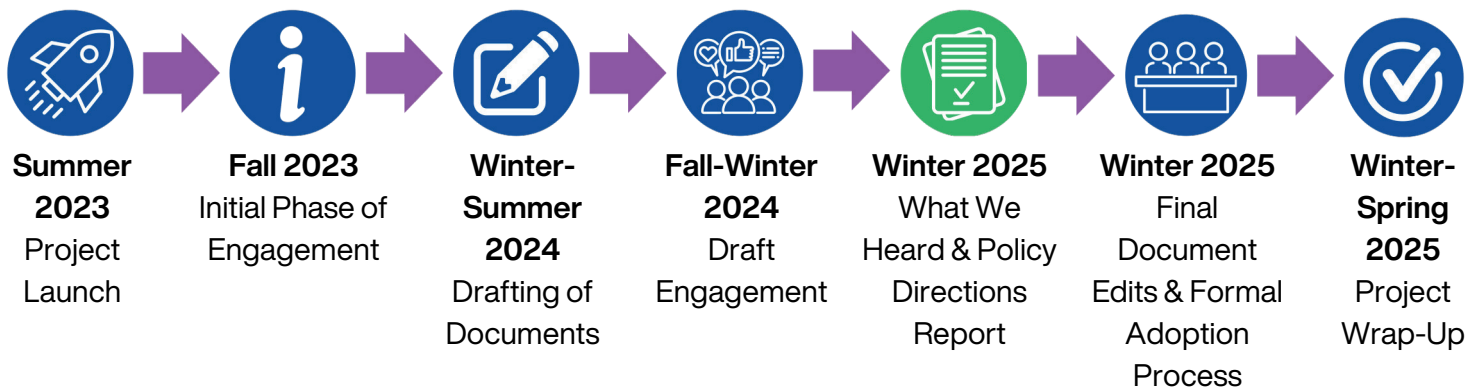 Summer
2023
Project
Launch
Fall 2023
Initial Phase of
Engagement
Winter-
Summer
2024
Drafting of
Documents
Fall-Winter
2024
Draft
Engagement
Winter 2025
What We
Heard & Policy
Directions
Report
Winter 2025
Final
Document
Edits & Formal
Adoption
Process
Winter-
Spring
2025
Project
Wrap-Up